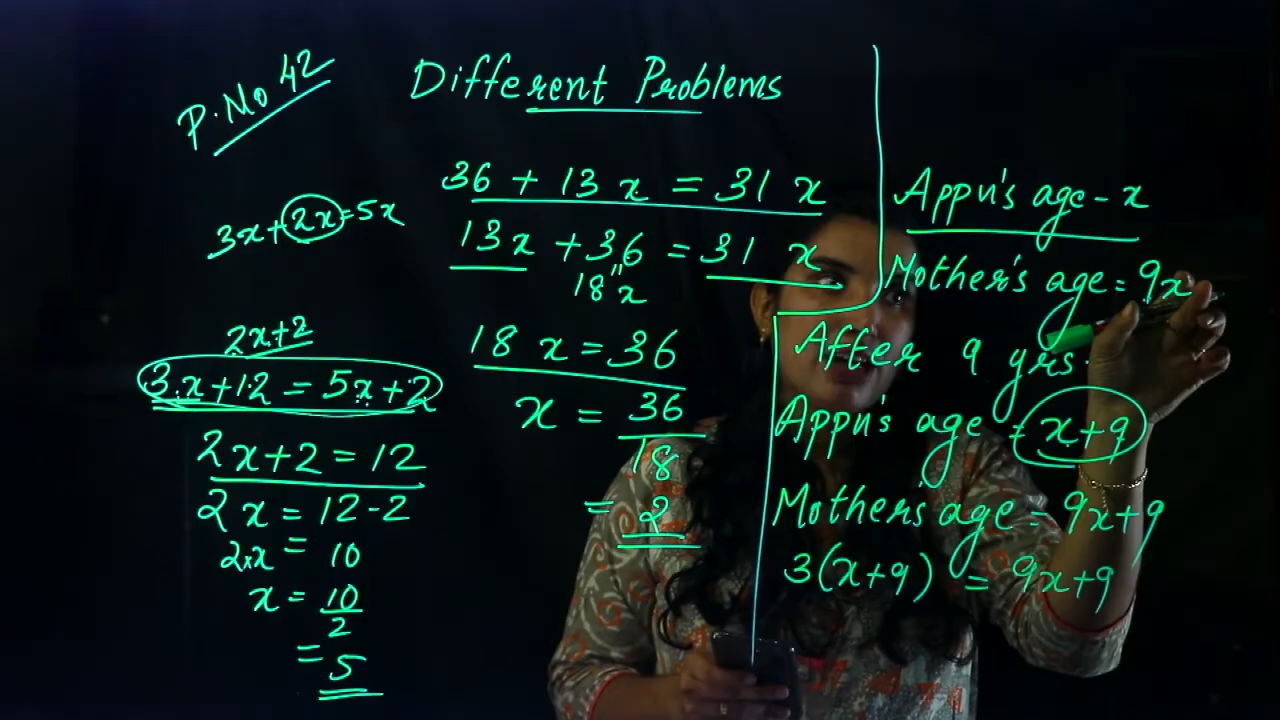 P.No 42
Different Problems
3x+2x=5x
36 + 13 x = 31 x
13x + 36 = 31 x
18 x
18 x = 36
x = 36
18
= 2
2x+2
3x+12 = 5x+2
2x+2 = 12
2x = 12-2
2x = 10
x = 10
2
= 5
Appu's age - x
Mother's age = 9x
After 9 yrs.
Appu's age = x+9
Mother's age = 9x+9
3(x+9) = 9x+9